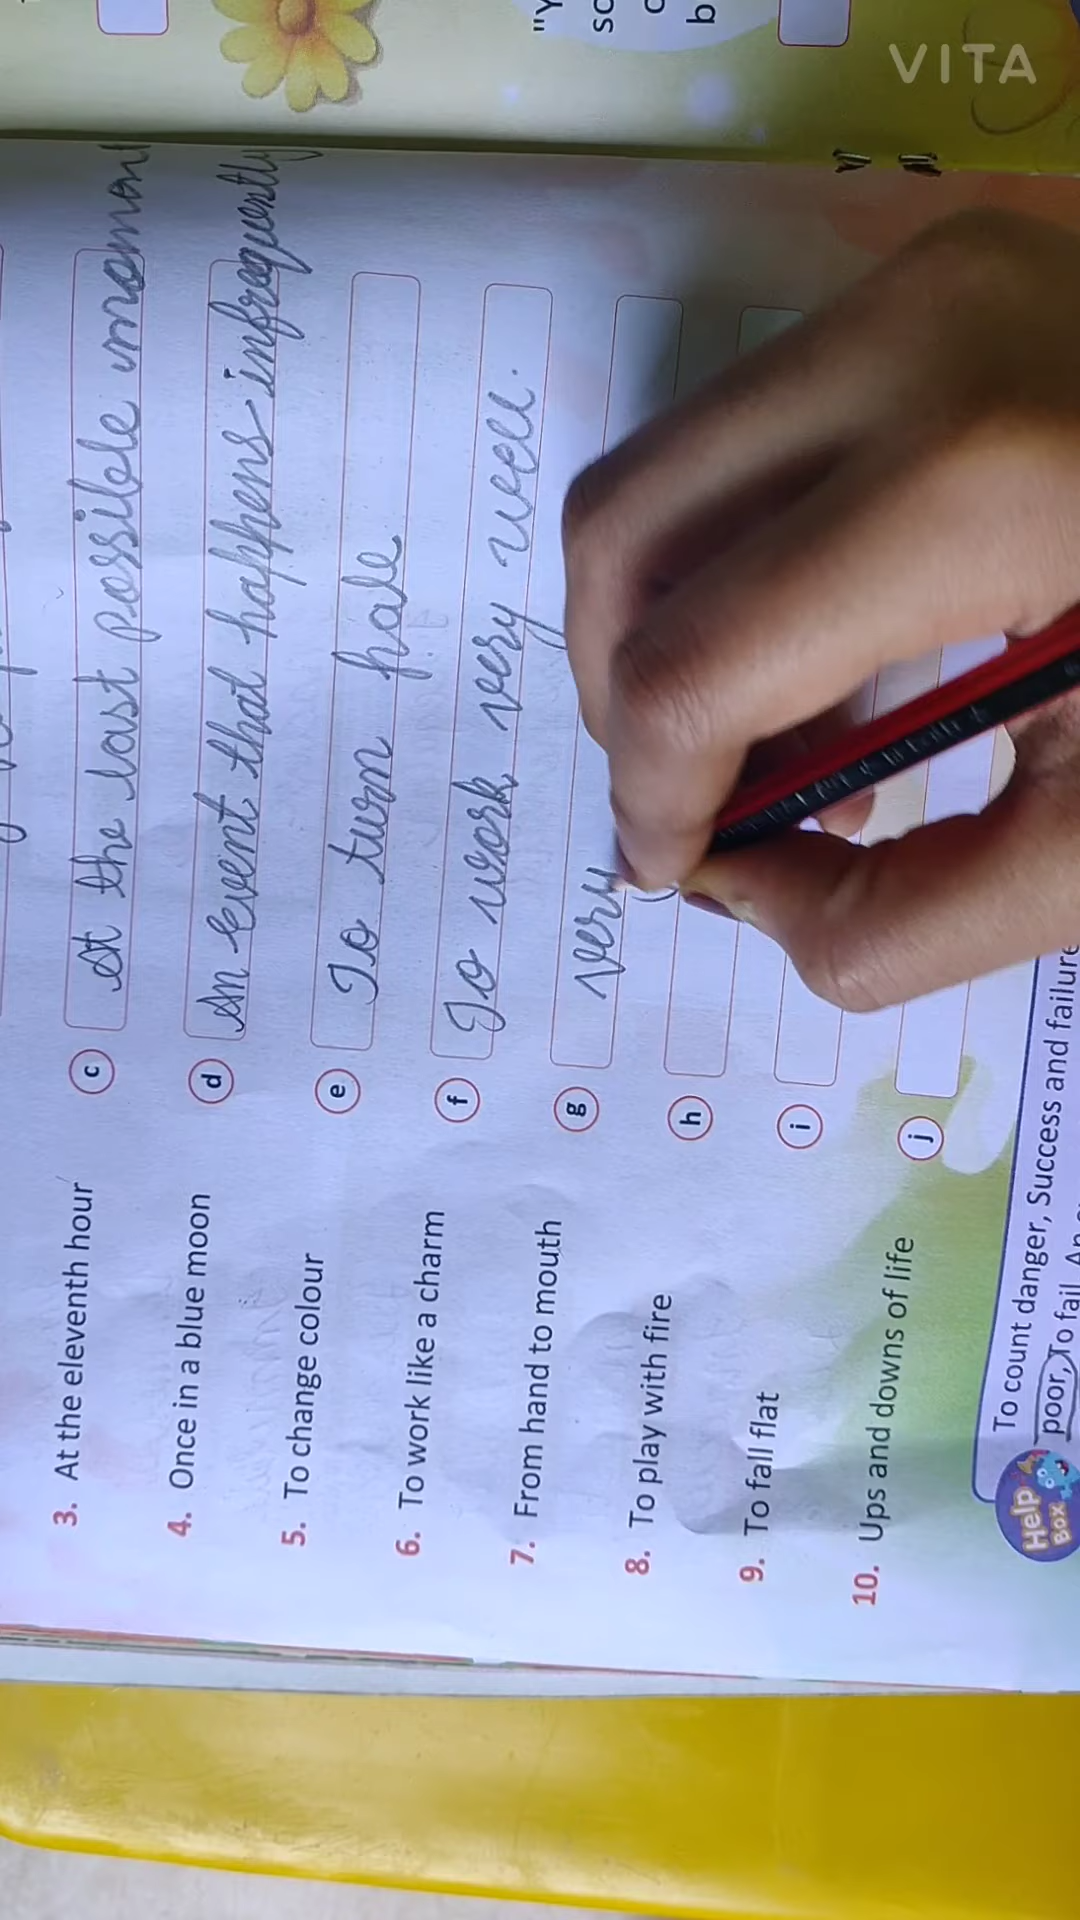 3. At the eleventh hour c At the last possible moment
4. Once in a blue moon d An event that happens infrequently
5. To change colour e To turn pale
6. To work like a charm f To work very well.
7. From hand to mouth g very
8. To play with fire h
9. To fall flat i
10. Ups and downs of life j
Help Box
To count danger, Success and failure
poor, To fail, An
VITA